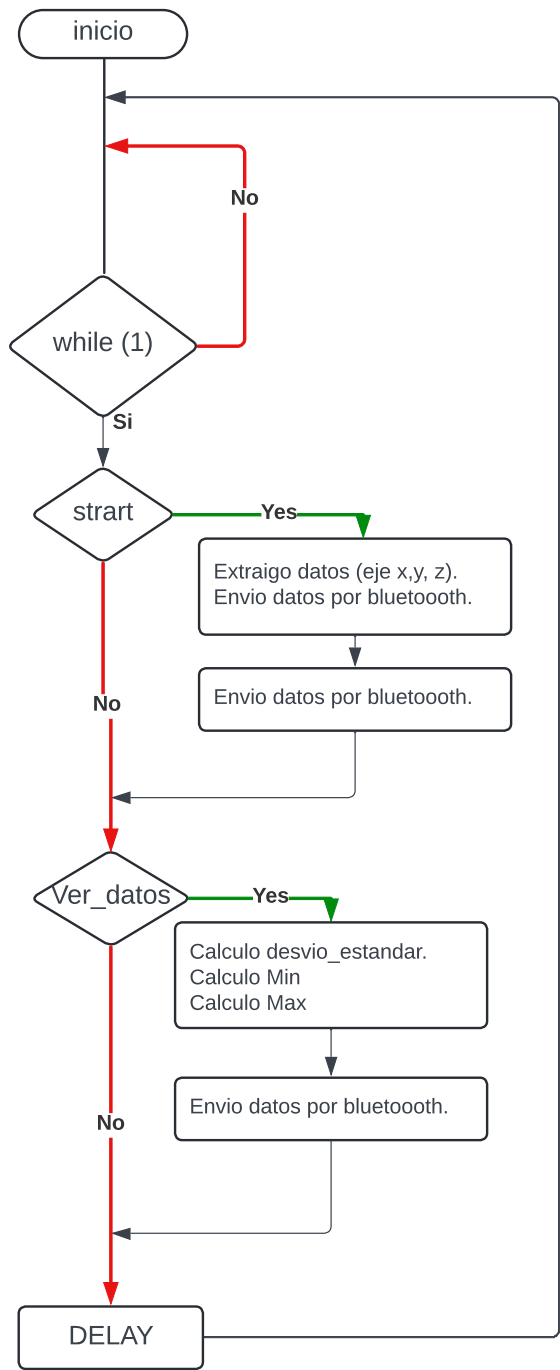 inicio
No
while (1)
Si
strart
Yes
Extraigo datos (eje x,y, z).
Envio datos por bluetoooth.
Envio datos por bluetoooth.
No
Ver_datos
Yes
Calculo desvio_estandar.
Calculo Min
Calculo Max
Envio datos por bluetoooth.
No
DELAY